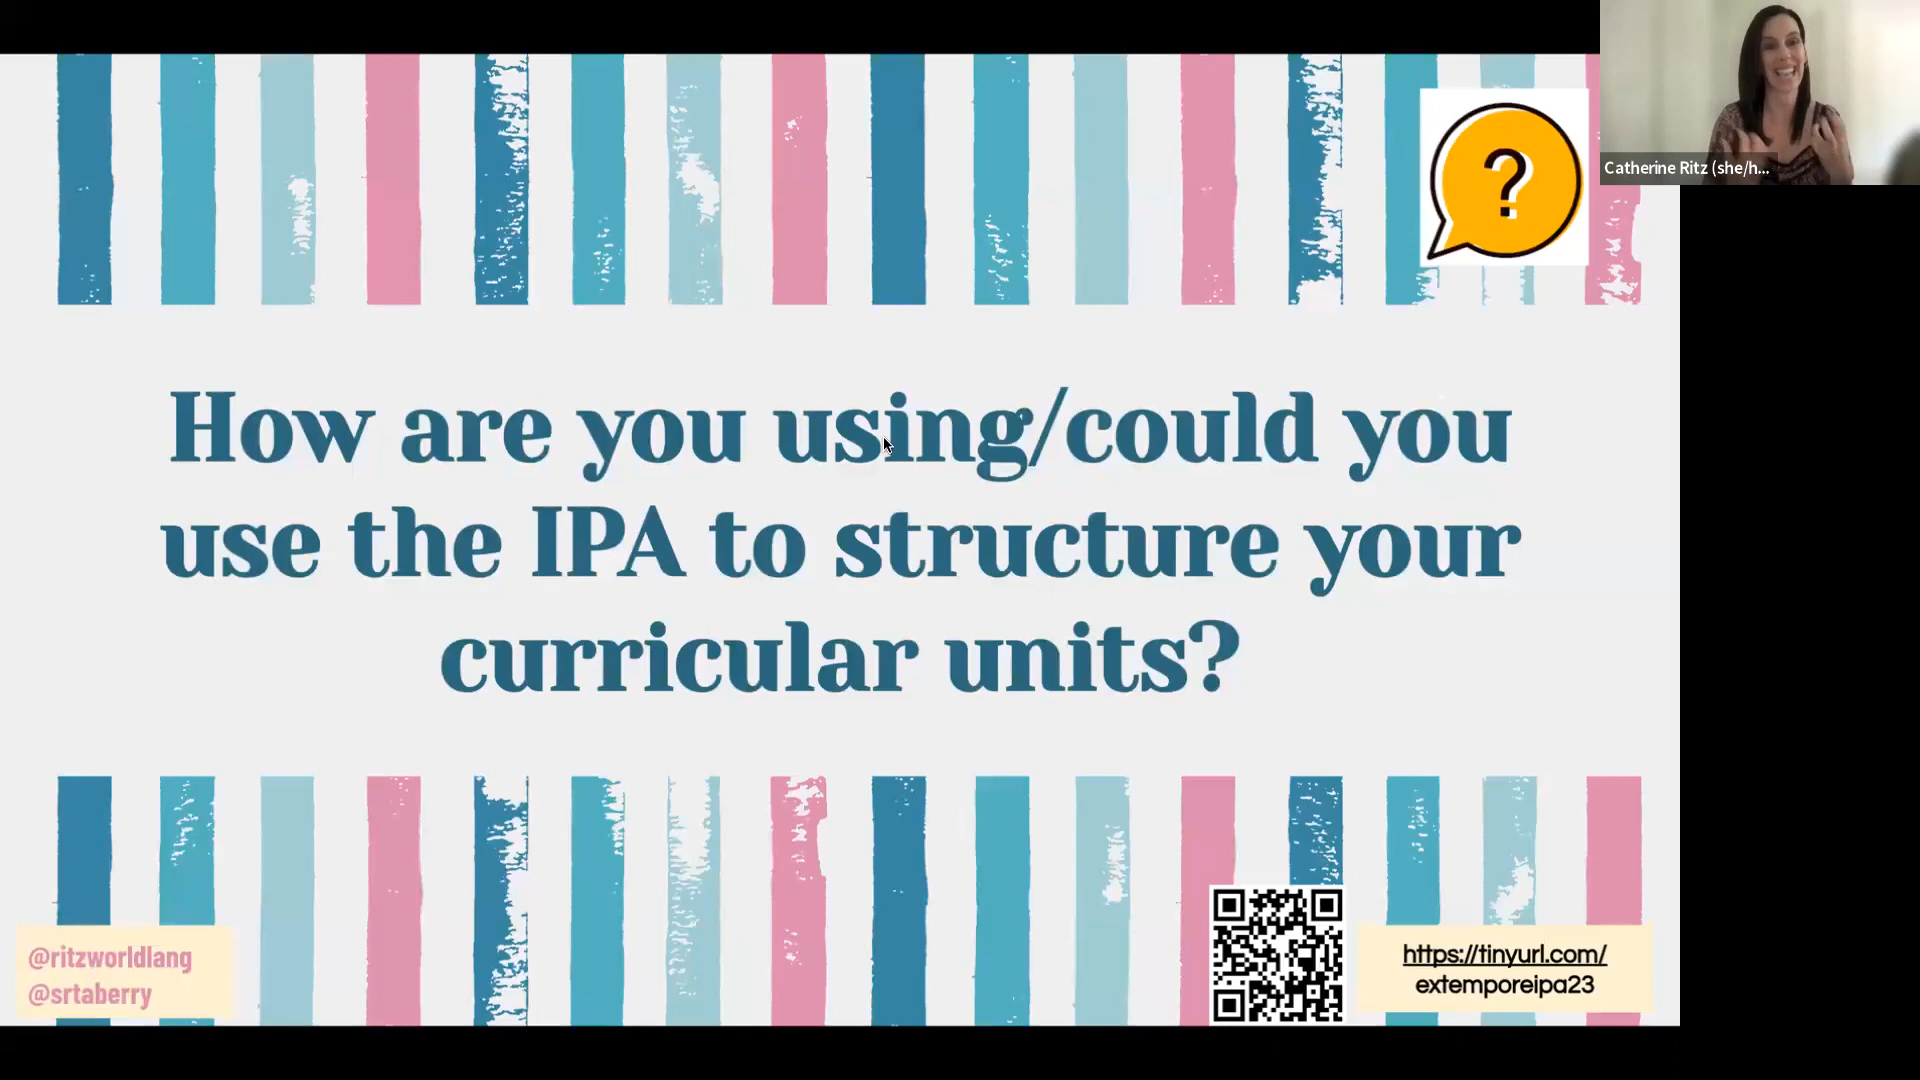 Catherine Ritz (she/h...
?
How are you using/could you
use the IPA to structure your
curricular units?
@ritzworldlang
@srtaberry
https://tinyurl.com/
extemporeipa23